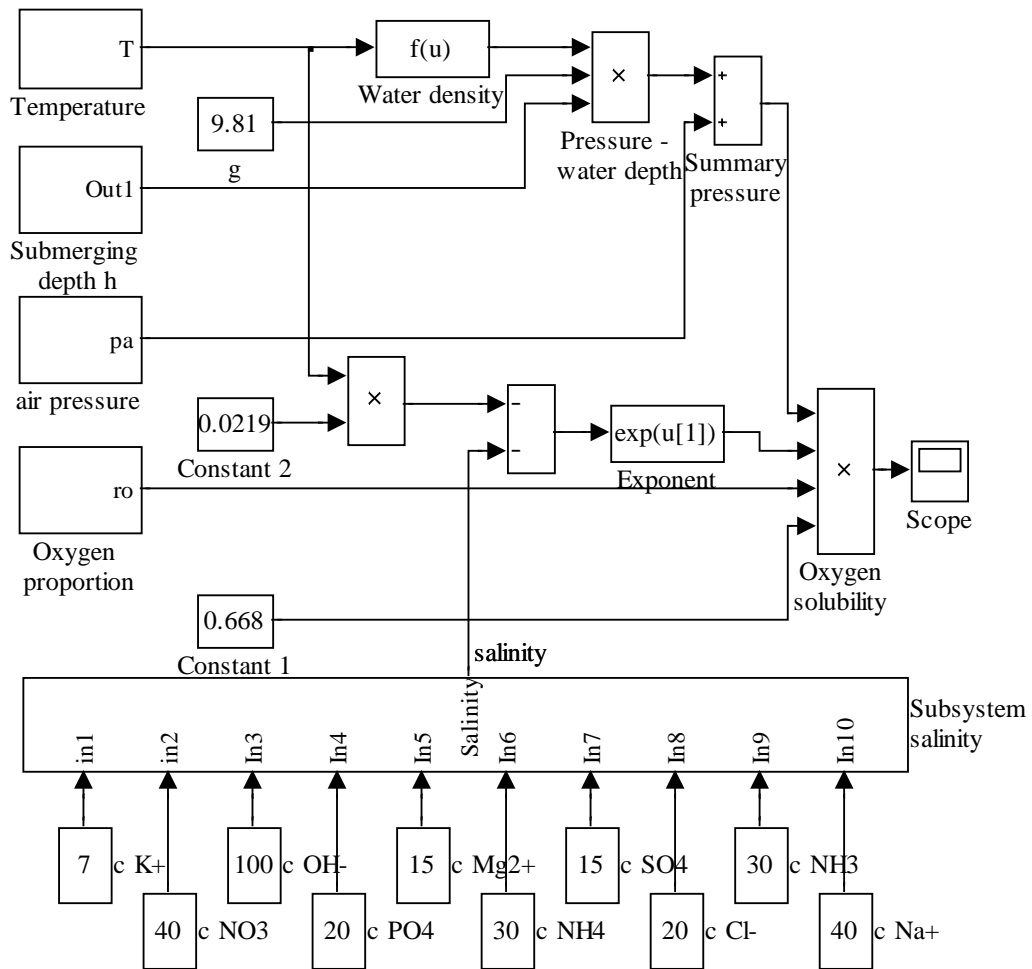 T
f(u)
Temperature
Water density
×
+
+
9.81
g
Pressure -
water depth
Summary
pressure
Out1
Submerging
depth h
pa
air pressure
×
0.0219
Constant 2
-
-
exp(u[1])
Exponent
×
Scope
ro
Oxygen
proportion
Oxygen
solubility
0.668
Constant 1
salinity
Salinity
Subsystem
salinity
in1
in2
In3
In4
In5
In6
In7
In8
In9
In10
7 c K+
100 c OH-
15 c Mg2+
15 c SO4
30 c NH3
40 c NO3
20 c PO4
30 c NH4
20 c Cl-
40 c Na+